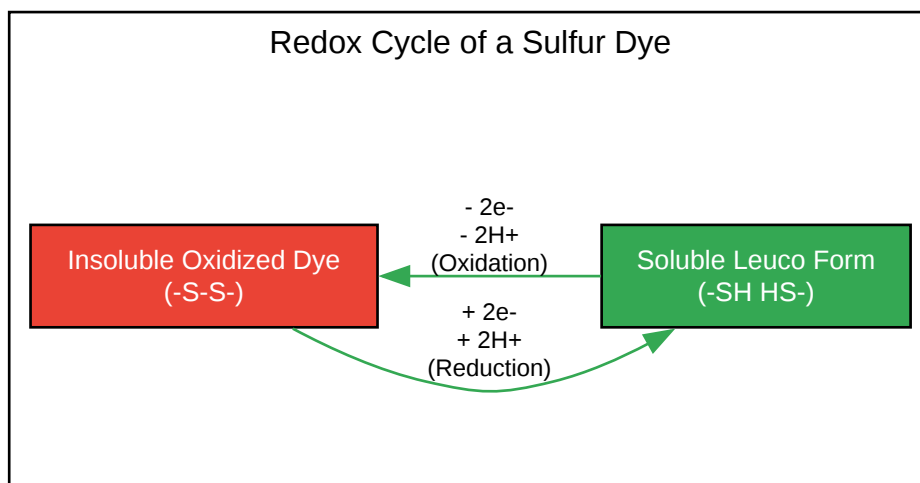 Redox Cycle of a Sulfur Dye
- 2e-
- 2H+
(Oxidation)
Insoluble Oxidized Dye
(-S-S-)
Soluble Leuco Form
(-SH HS-)
+ 2e-
+ 2H+
(Reduction)